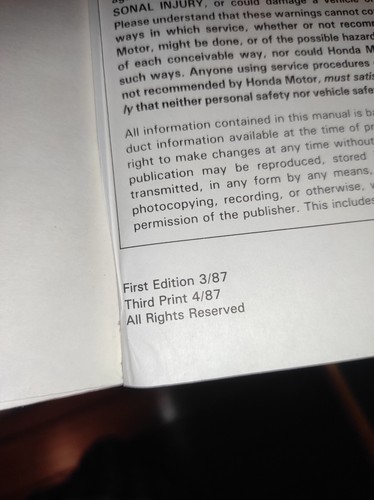 SONAL INJURY, or could damage a vehicle
Please understand that these warnings cannot co
ways in which service, whether or not recom
Motor, might be done, or of the possible hazard
of each conceivable way, nor could Honda M
such ways. Anyone using service procedures
not recommended by Honda Motor, must satis
ly that neither personal safety nor vehicle safe
All information contained in this manual is ba
duct information available at the time of pr
right to make changes at any time without
publication may be reproduced, stored
transmitted, in any form by any means,
photocopying, recording, or otherwise, w
permission of the publisher. This includes
First Edition 3/87
Third Print 4/87
All Rights Reserved